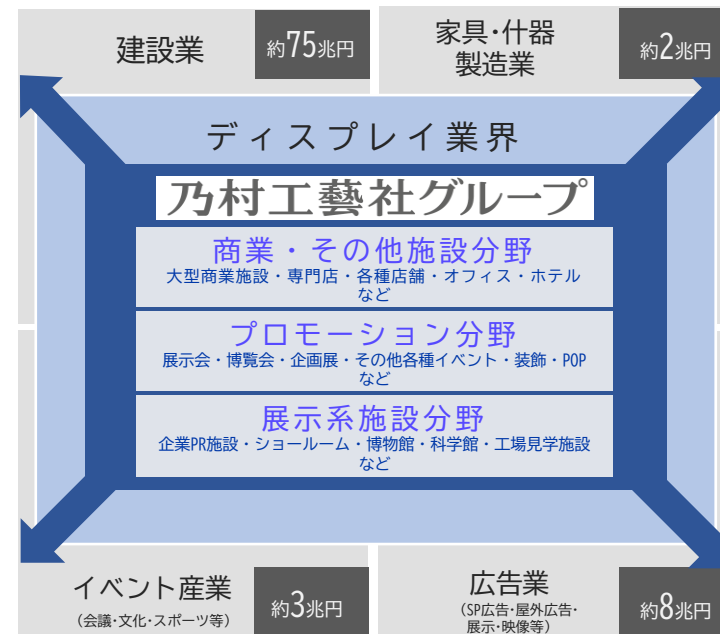 建設業
約75兆円
家具・什器
製造業
約2兆円
ディスプレイ業界
乃村工藝社グループ
商業・その他施設分野
大型商業施設・専門店・各種店舗・オフィス・ホテル
など
プロモーション分野
展示会・博覧会・企画展・その他各種イベント・装飾・POP
など
展示系施設分野
企業PR施設・ショールーム・博物館・科学館・工場見学施設
など
イベント産業
（会議・文化・スポーツ等）
約3兆円
広告業
（SP広告・屋外広告・
展示・映像等）
約8兆円